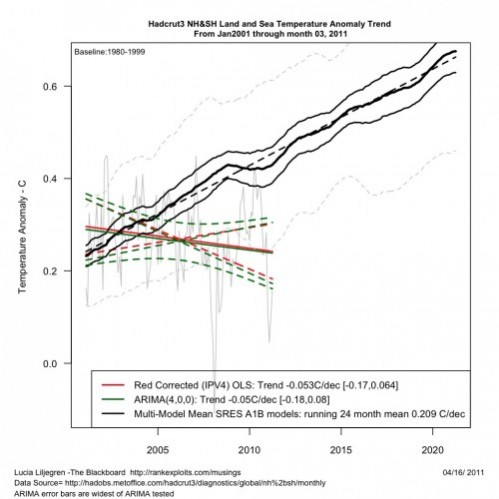 Hadcrut3 NH&SH Land and Sea Temperature Anomaly Trend
From Jan2001 through month 03, 2011
Baseline:1980-1999
Temperature Anomaly - C
0.6
0.4
0.2
0.0
Red Corrected (IPV4) OLS: Trend -0.053C/dec [-0.17,0.064]
ARIMA(4,0,0): Trend -0.05C/dec [-0.18,0.08]
Multi-Model Mean SRES A1B models: running 24 month mean 0.209 C/dec
2005 2010 2015 2020
Lucia Liljegren -The Blackboard http://rankexploits.com/musings 04/16/ 2011
Data Source= http://hadobs.metoffice.com/hadcrut3/diagnostics/global/nh%2bsh/monthly
ARIMA error bars are widest of ARIMA tested